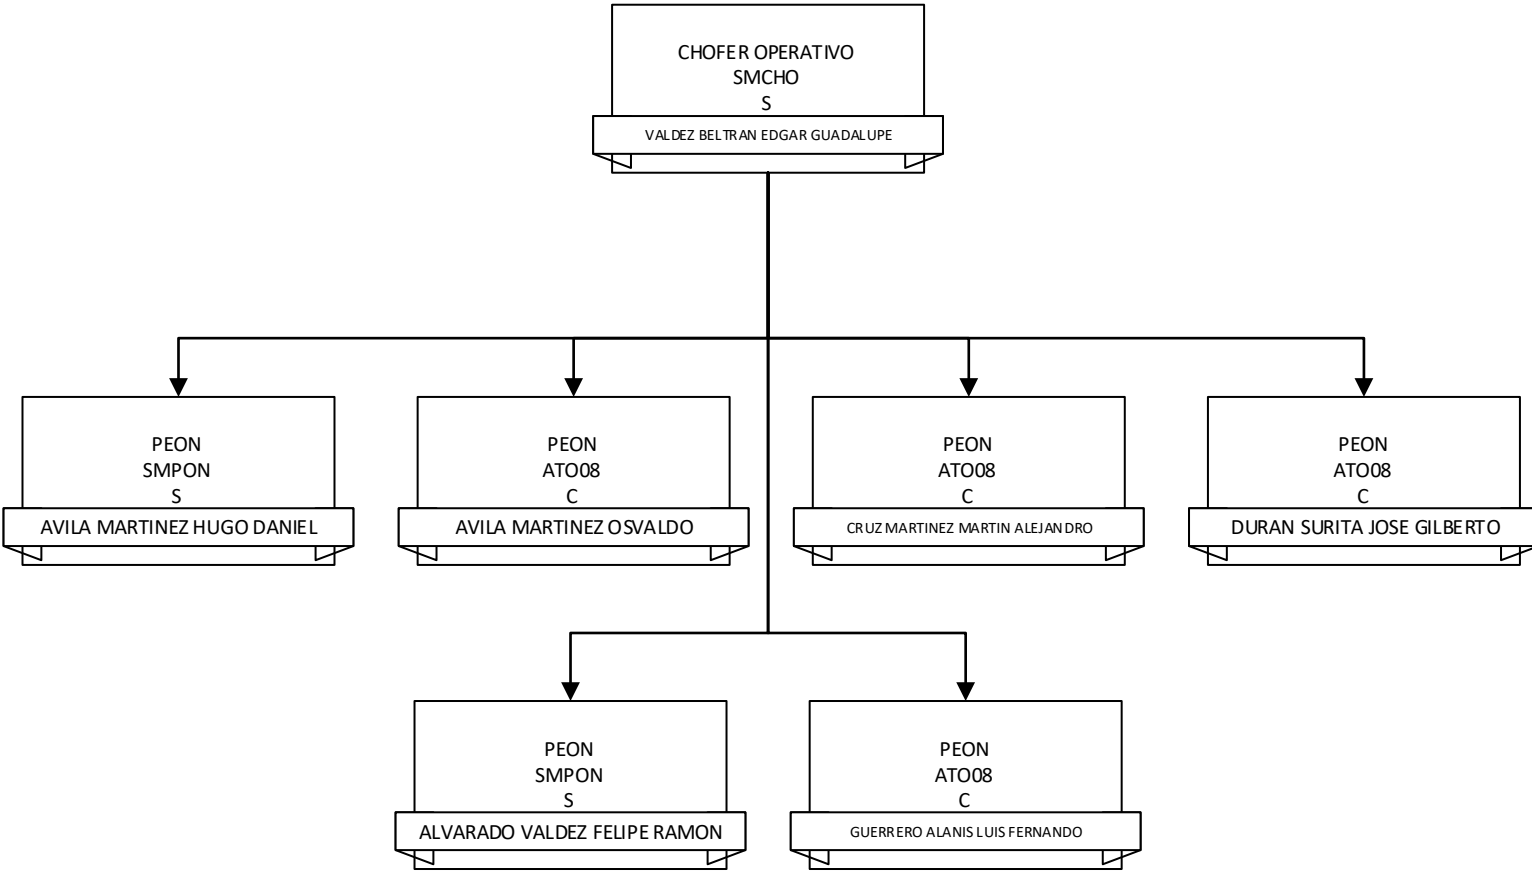 CHOFER OPERATIVO
SMCHO
S
VALDEZ BELTRAN EDGAR GUADALUPE
PEON
SMPON
S
AVILA MARTINEZ HUGO DANIEL
PEON
ATO08
C
AVILA MARTINEZ OSVALDO
PEON
ATO08
C
CRUZ MARTINEZ MARTIN ALEJANDRO
PEON
ATO08
C
DURAN SURITA JOSE GILBERTO
PEON
SMPON
S
ALVARADO VALDEZ FELIPE RAMON
PEON
ATO08
C
GUERRERO ALANIS LUIS FERNANDO